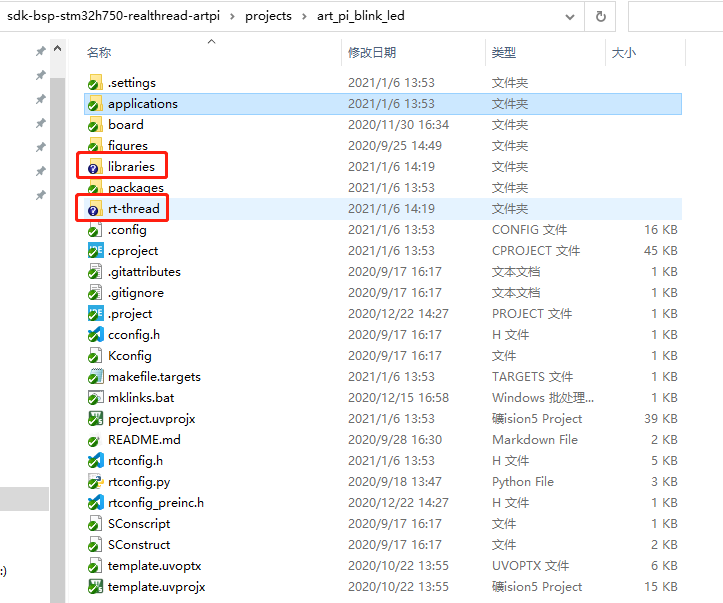 sdk-bsp-stm32h750-realthread-artpi › projects › art_pi_blink_led
名称 修改日期 类型 大小
.settings 2021/1/6 13:53 文件夹
applications 2021/1/6 13:53 文件夹
board 2020/11/30 16:34 文件夹
figures 2020/9/25 14:49 文件夹
libraries 2021/1/6 14:19 文件夹
packages 2021/1/6 13:53 文件夹
rt-thread 2021/1/6 14:19 文件夹
.config 2021/1/6 13:53 CONFIG 文件 16 KB
.cproject 2021/1/6 13:53 CPROJECT 文件 45 KB
.gitattributes 2020/9/17 16:17 文本文档 1 KB
.gitignore 2020/9/17 16:17 文本文档 1 KB
.project 2020/12/22 14:27 PROJECT 文件 1 KB
cconfig.h 2020/9/17 16:17 H 文件 1 KB
Kconfig 2020/9/17 16:17 文件 1 KB
makefile.targets 2021/1/6 13:53 TARGETS 文件 1 KB
mklinks.bat 2020/12/15 16:58 Windows 批处理... 1 KB
project.uvprojx 2021/1/6 13:53 礦ision5 Project 39 KB
README.md 2020/9/28 16:30 Markdown File 2 KB
rtconfig.h 2021/1/6 13:53 H 文件 5 KB
rtconfig.py 2020/9/18 13:47 Python File 3 KB
rtconfig_preinc.h 2020/12/22 14:27 H 文件 1 KB
SConscript 2020/9/17 16:17 文件 1 KB
SConstruct 2020/9/17 16:17 文件 2 KB
template.uvoptx 2020/10/22 13:55 UVOPTX 文件 6 KB
template.uvprojx 2020/10/22 13:55 礦ision5 Project 15 KB
:)